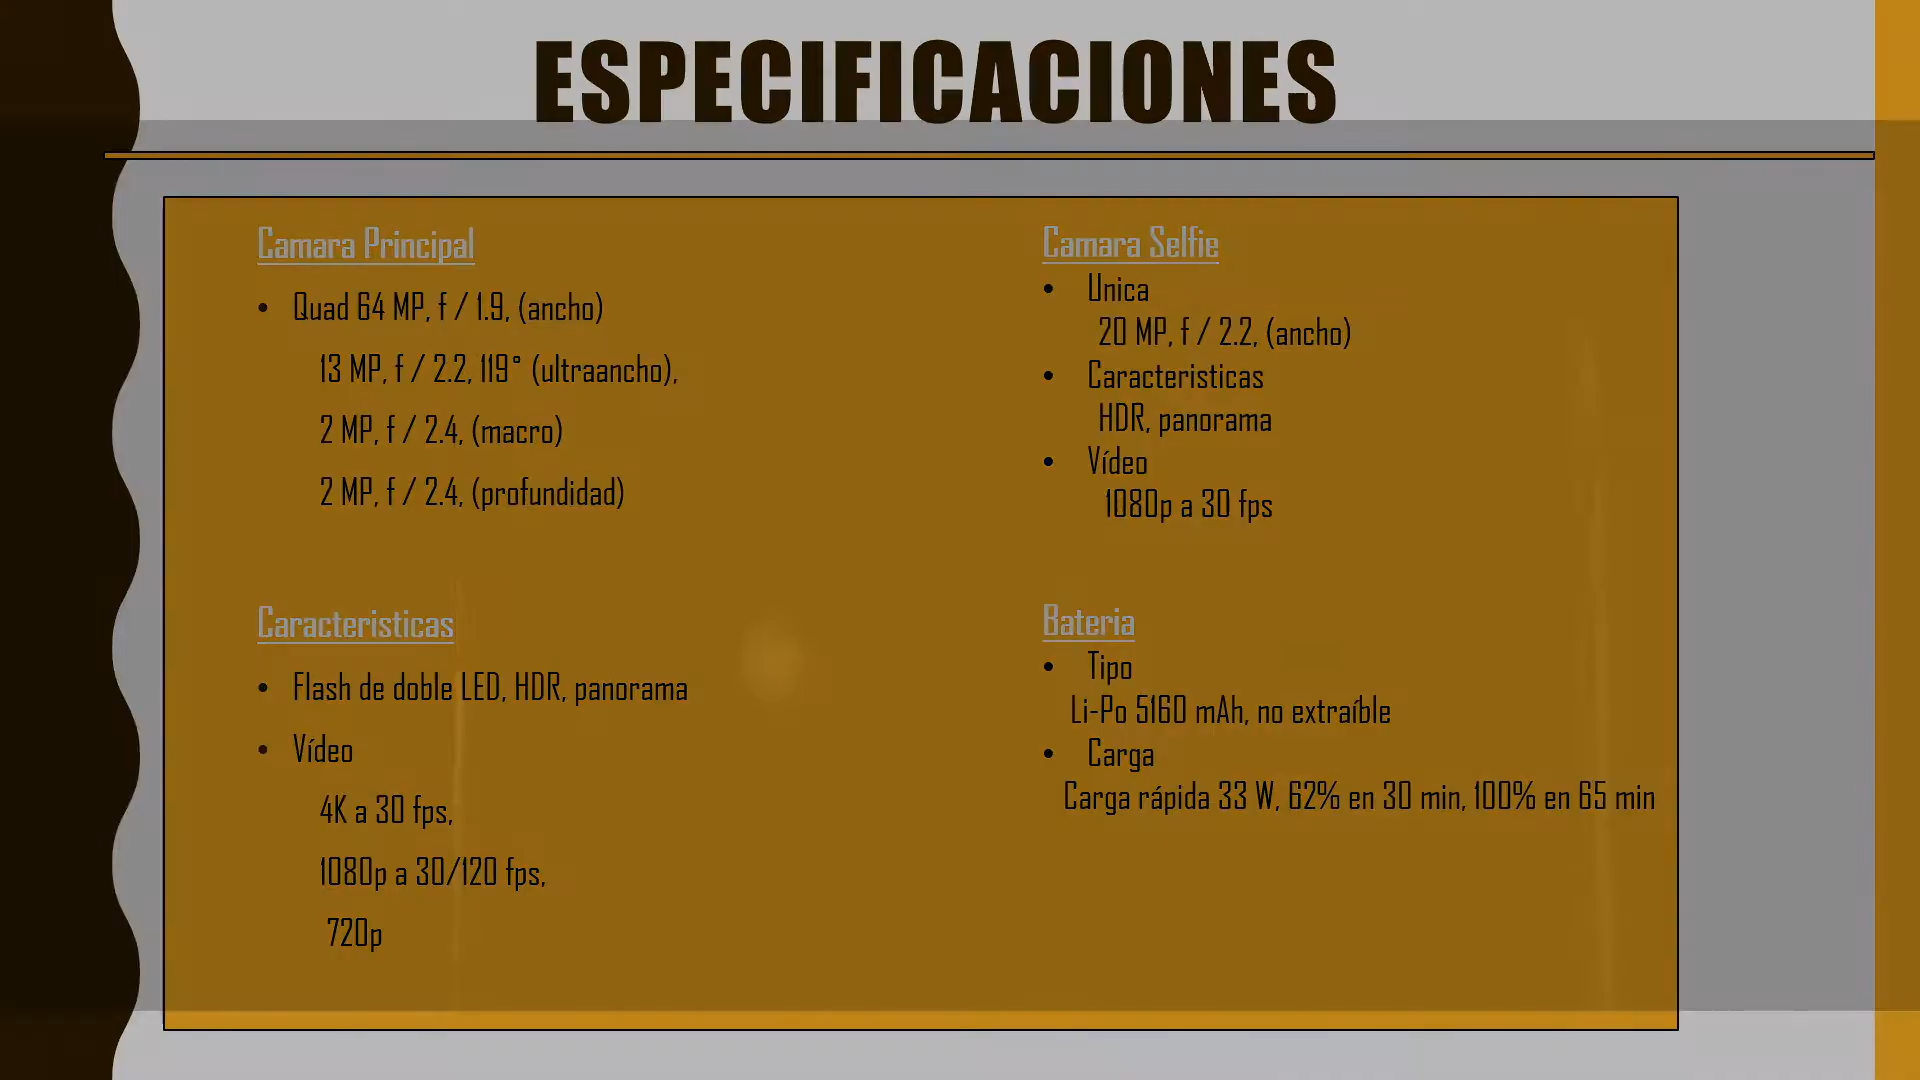 ESPECIFICACIONES
Camara Principal
• Quad 64 MP, f / 1.9, (ancho)
13 MP, f / 2.2, 119° (ultraancho),
2 MP, f / 2.4, (macro)
2 MP, f / 2.4, (profundidad)
Caracteristicas
• Flash de doble LED, HDR, panorama
• Vídeo
4K a 30 fps,
1080p a 30/120 fps,
720p
Camara Selfie
• Unica
20 MP, f / 2.2, (ancho)
• Caracteristicas
HDR, panorama
• Vídeo
1080p a 30 fps
Bateria
• Tipo
Li-Po 5160 mAh, no extraíble
• Carga
Carga rápida 33 W, 62% en 30 min, 100% en 65 min